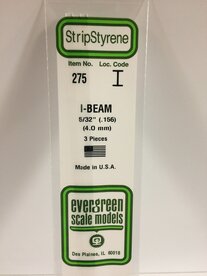 StripStyrene
Item No. Loc. Code
275
I-BEAM
5/32" (.156)
(4.0 mm)
3 Pieces
Made in U.S.A.
evergreen
scale models
Des Plaines, IL 60018